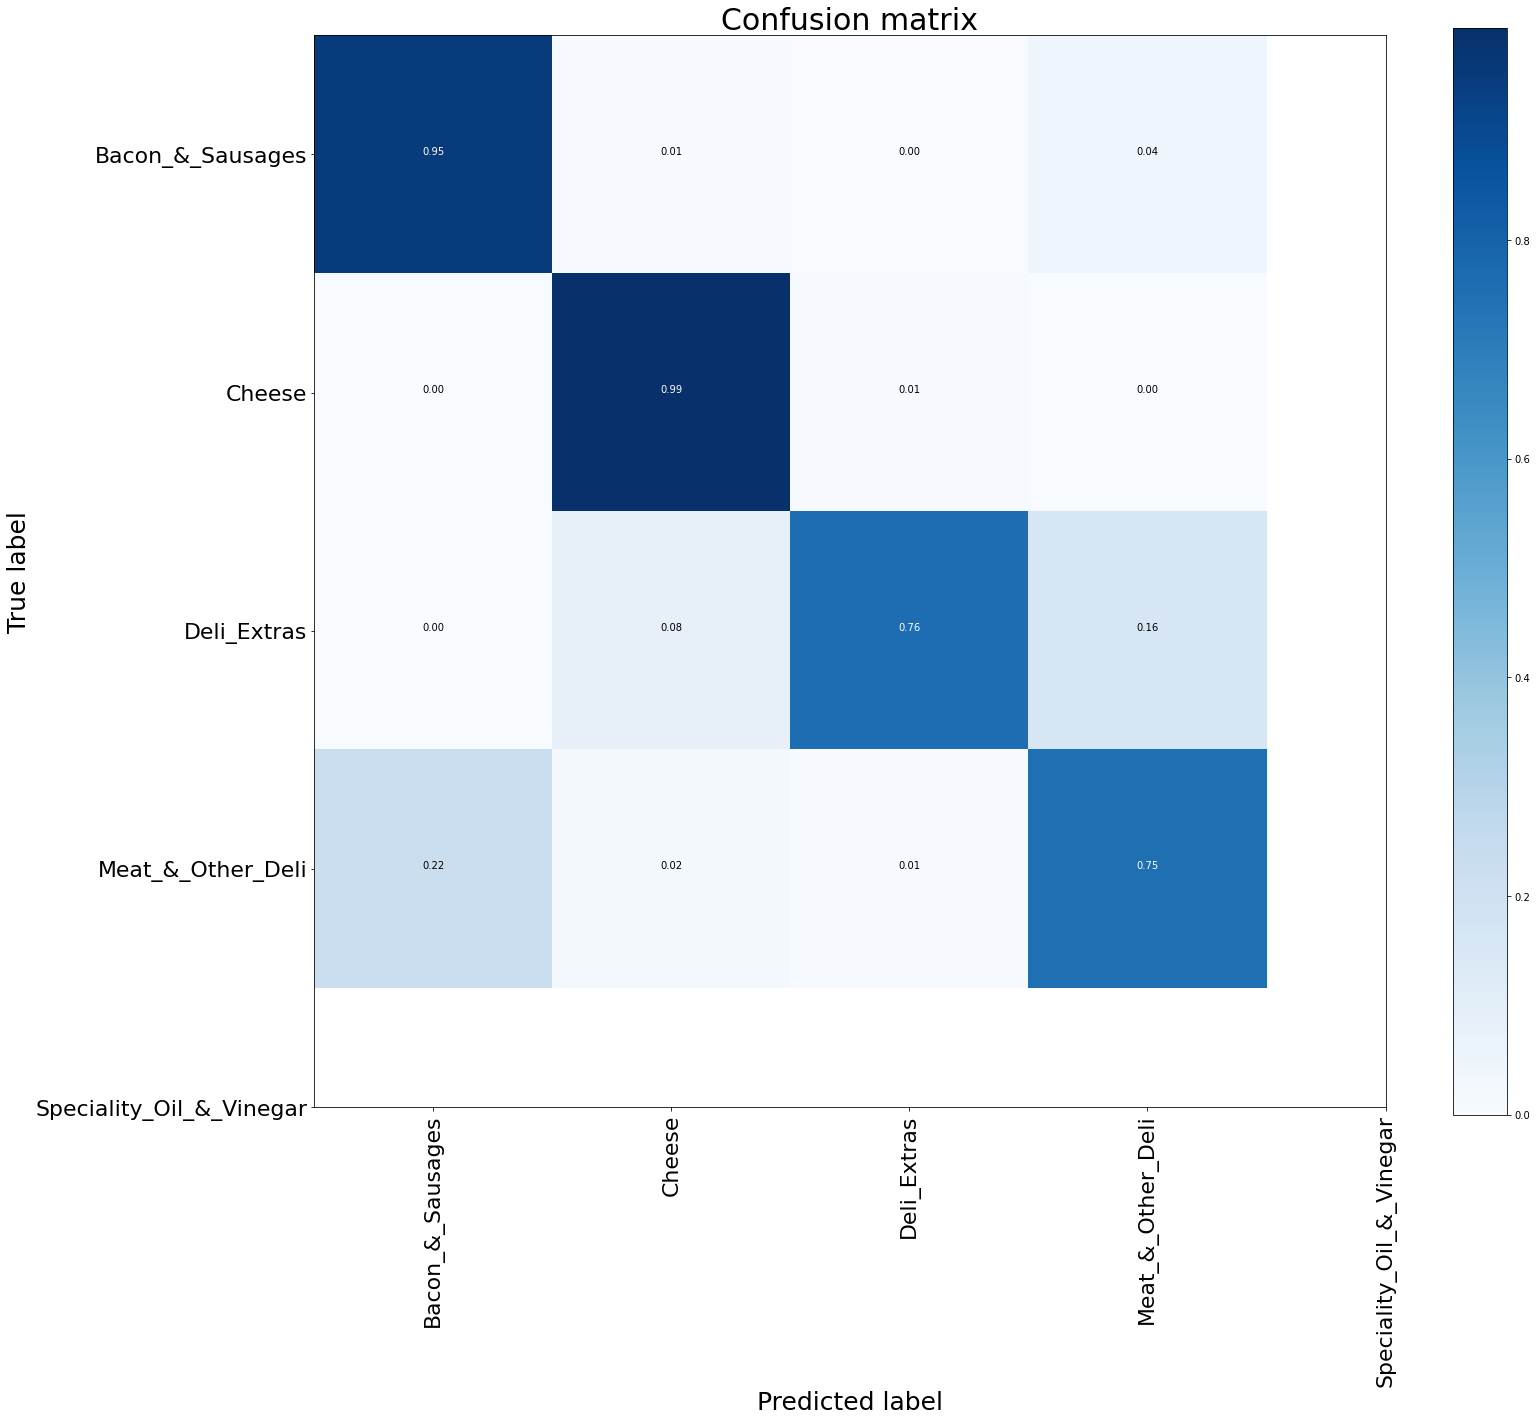 Confusion matrix
Bacon_&_Sausages
0.95
0.01
0.00
0.04
Cheese
0.00
0.99
0.01
0.00
Deli_Extras
0.00
0.08
0.76
0.16
Meat_&_Other_Deli
0.22
0.02
0.01
0.75
Speciality_Oil_&_Vinegar
True label
Bacon_&_Sausages
Cheese
Deli_Extras
Meat_&_Other_Deli
Speciality_Oil_&_Vinegar
Predicted label
0.8
0.6
0.4
0.2
0.0